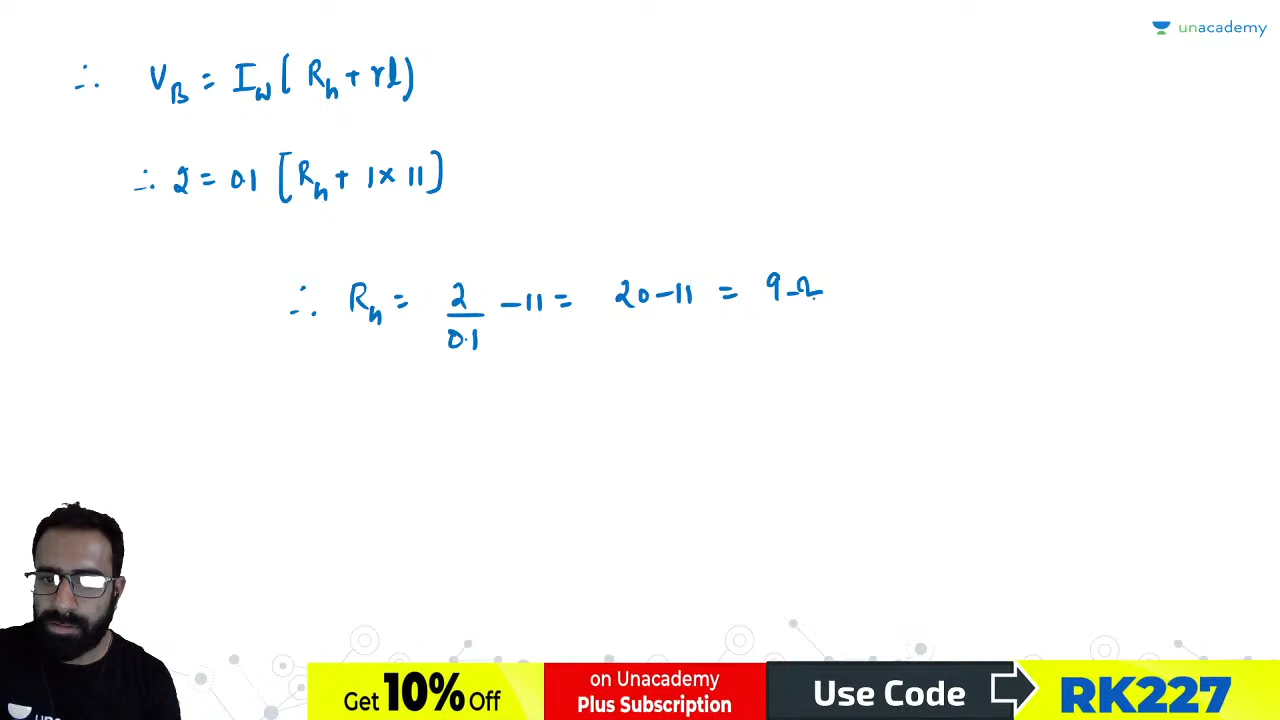 unacademy
∴ V_B = I_w ( R_h + rl )
∴ 2 = 0.1 [ R_h + 1 × 11 ]
∴ R_h = 2/0.1 - 11 = 20 - 11 = 9 Ω
Get 10% Off
on Unacademy
Plus Subscription
Use Code
RK227